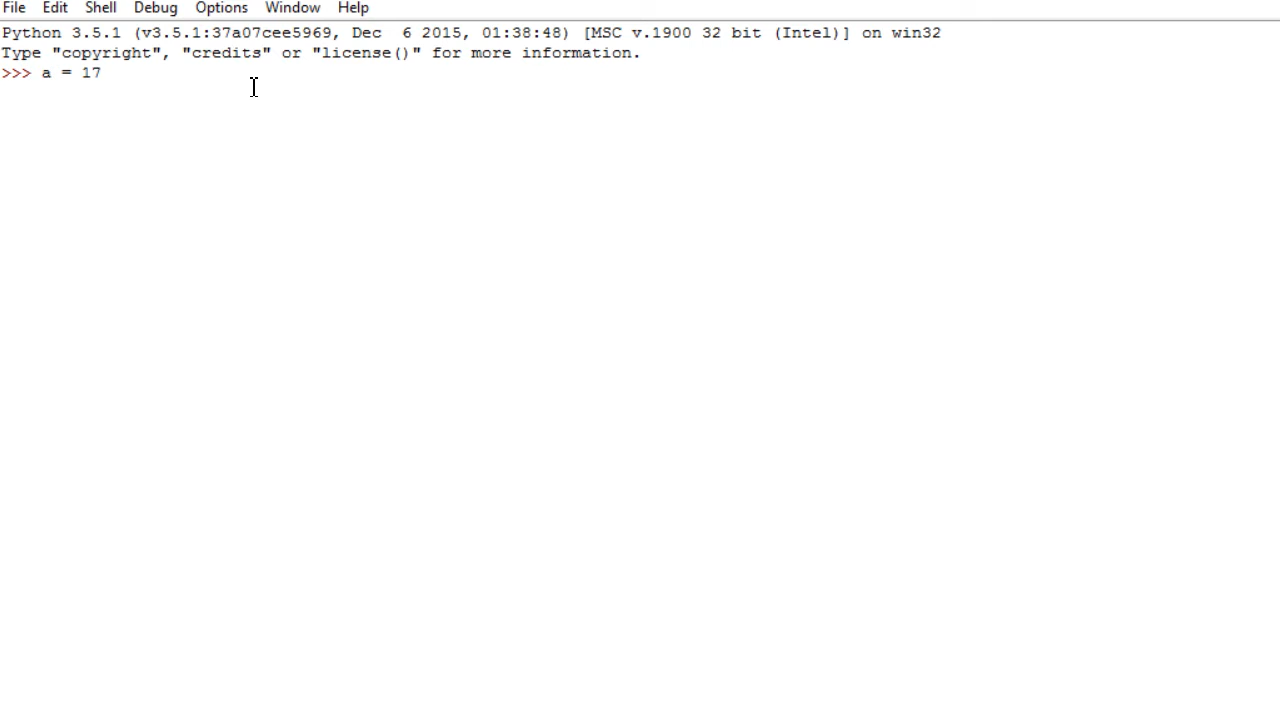 File Edit Shell Debug Options Window Help
Python 3.5.1 (v3.5.1:37a07cee5969, Dec  6 2015, 01:38:48) [MSC v.1900 32 bit (Intel)] on win32
Type "copyright", "credits" or "license()" for more information.
>>> a = 17